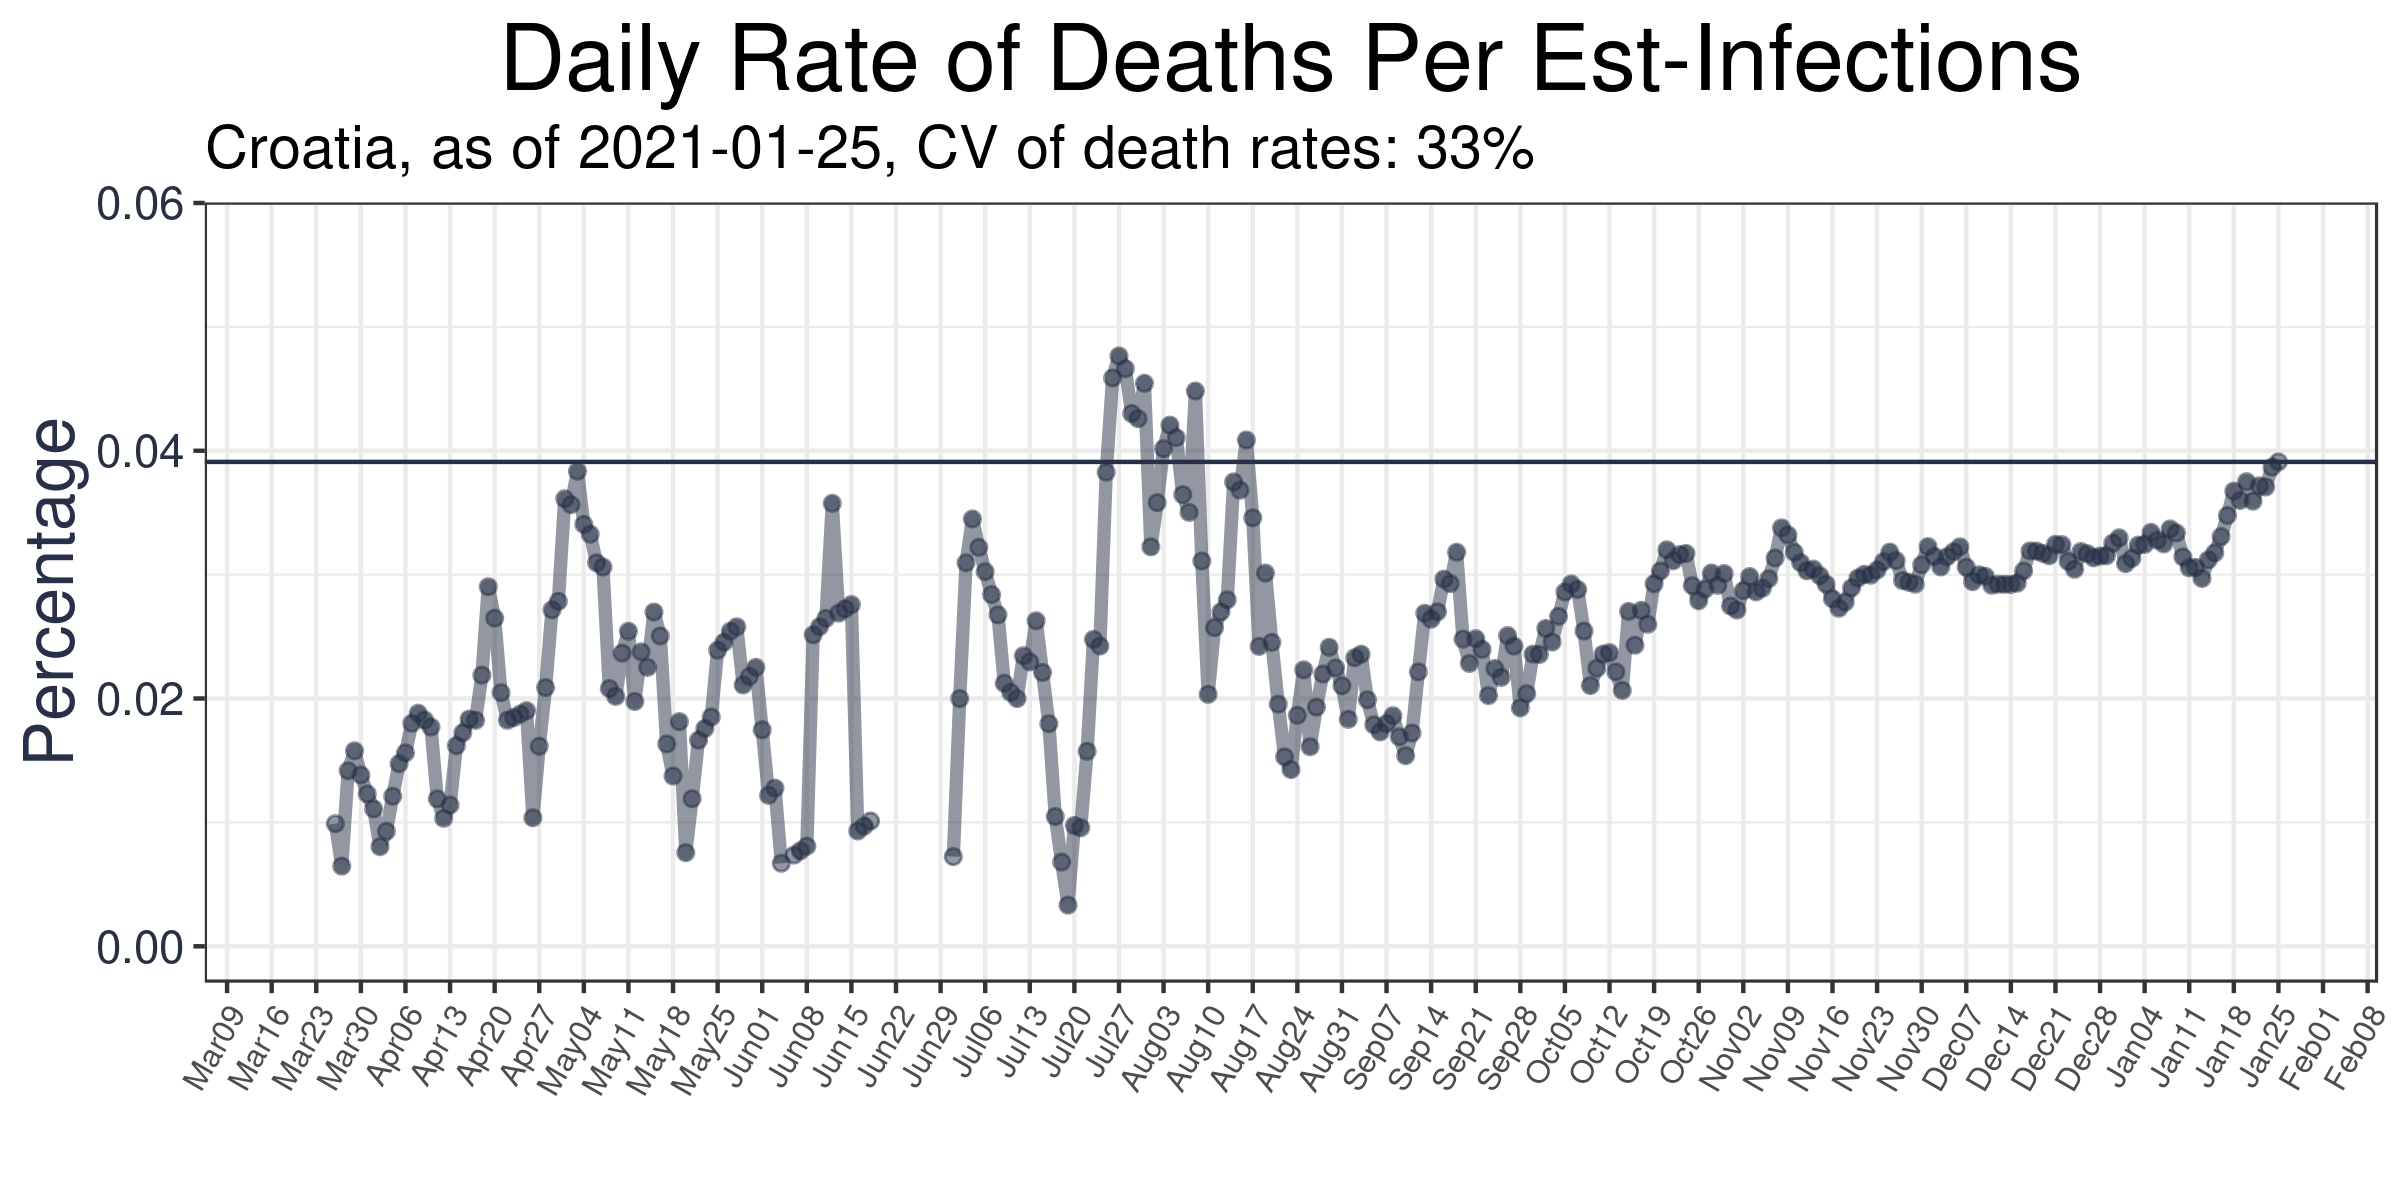 Daily Rate of Deaths Per Est-Infections
Croatia, as of 2021-01-25, CV of death rates: 33%
Percentage
0.06
0.04
0.02
0.00
Mar09 Mar16 Mar23 Mar30 Apr06 Apr13 Apr20 Apr27 May04 May11 May18 May25 Jun01 Jun08 Jun15 Jun22 Jun29 Jul06 Jul13 Jul20 Jul27 Aug03 Aug10 Aug17 Aug24 Aug31 Sep07 Sep14 Sep21 Sep28 Oct05 Oct12 Oct19 Oct26 Nov02 Nov09 Nov16 Nov23 Nov30 Dec07 Dec14 Dec21 Dec28 Jan04 Jan11 Jan18 Jan25 Feb01 Feb08